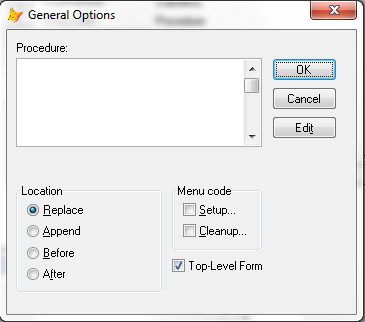 General Options
Procedure:
OK
Cancel
Edit
Location
Replace
Append
Before
After
Menu code
Setup...
Cleanup...
Top-Level Form